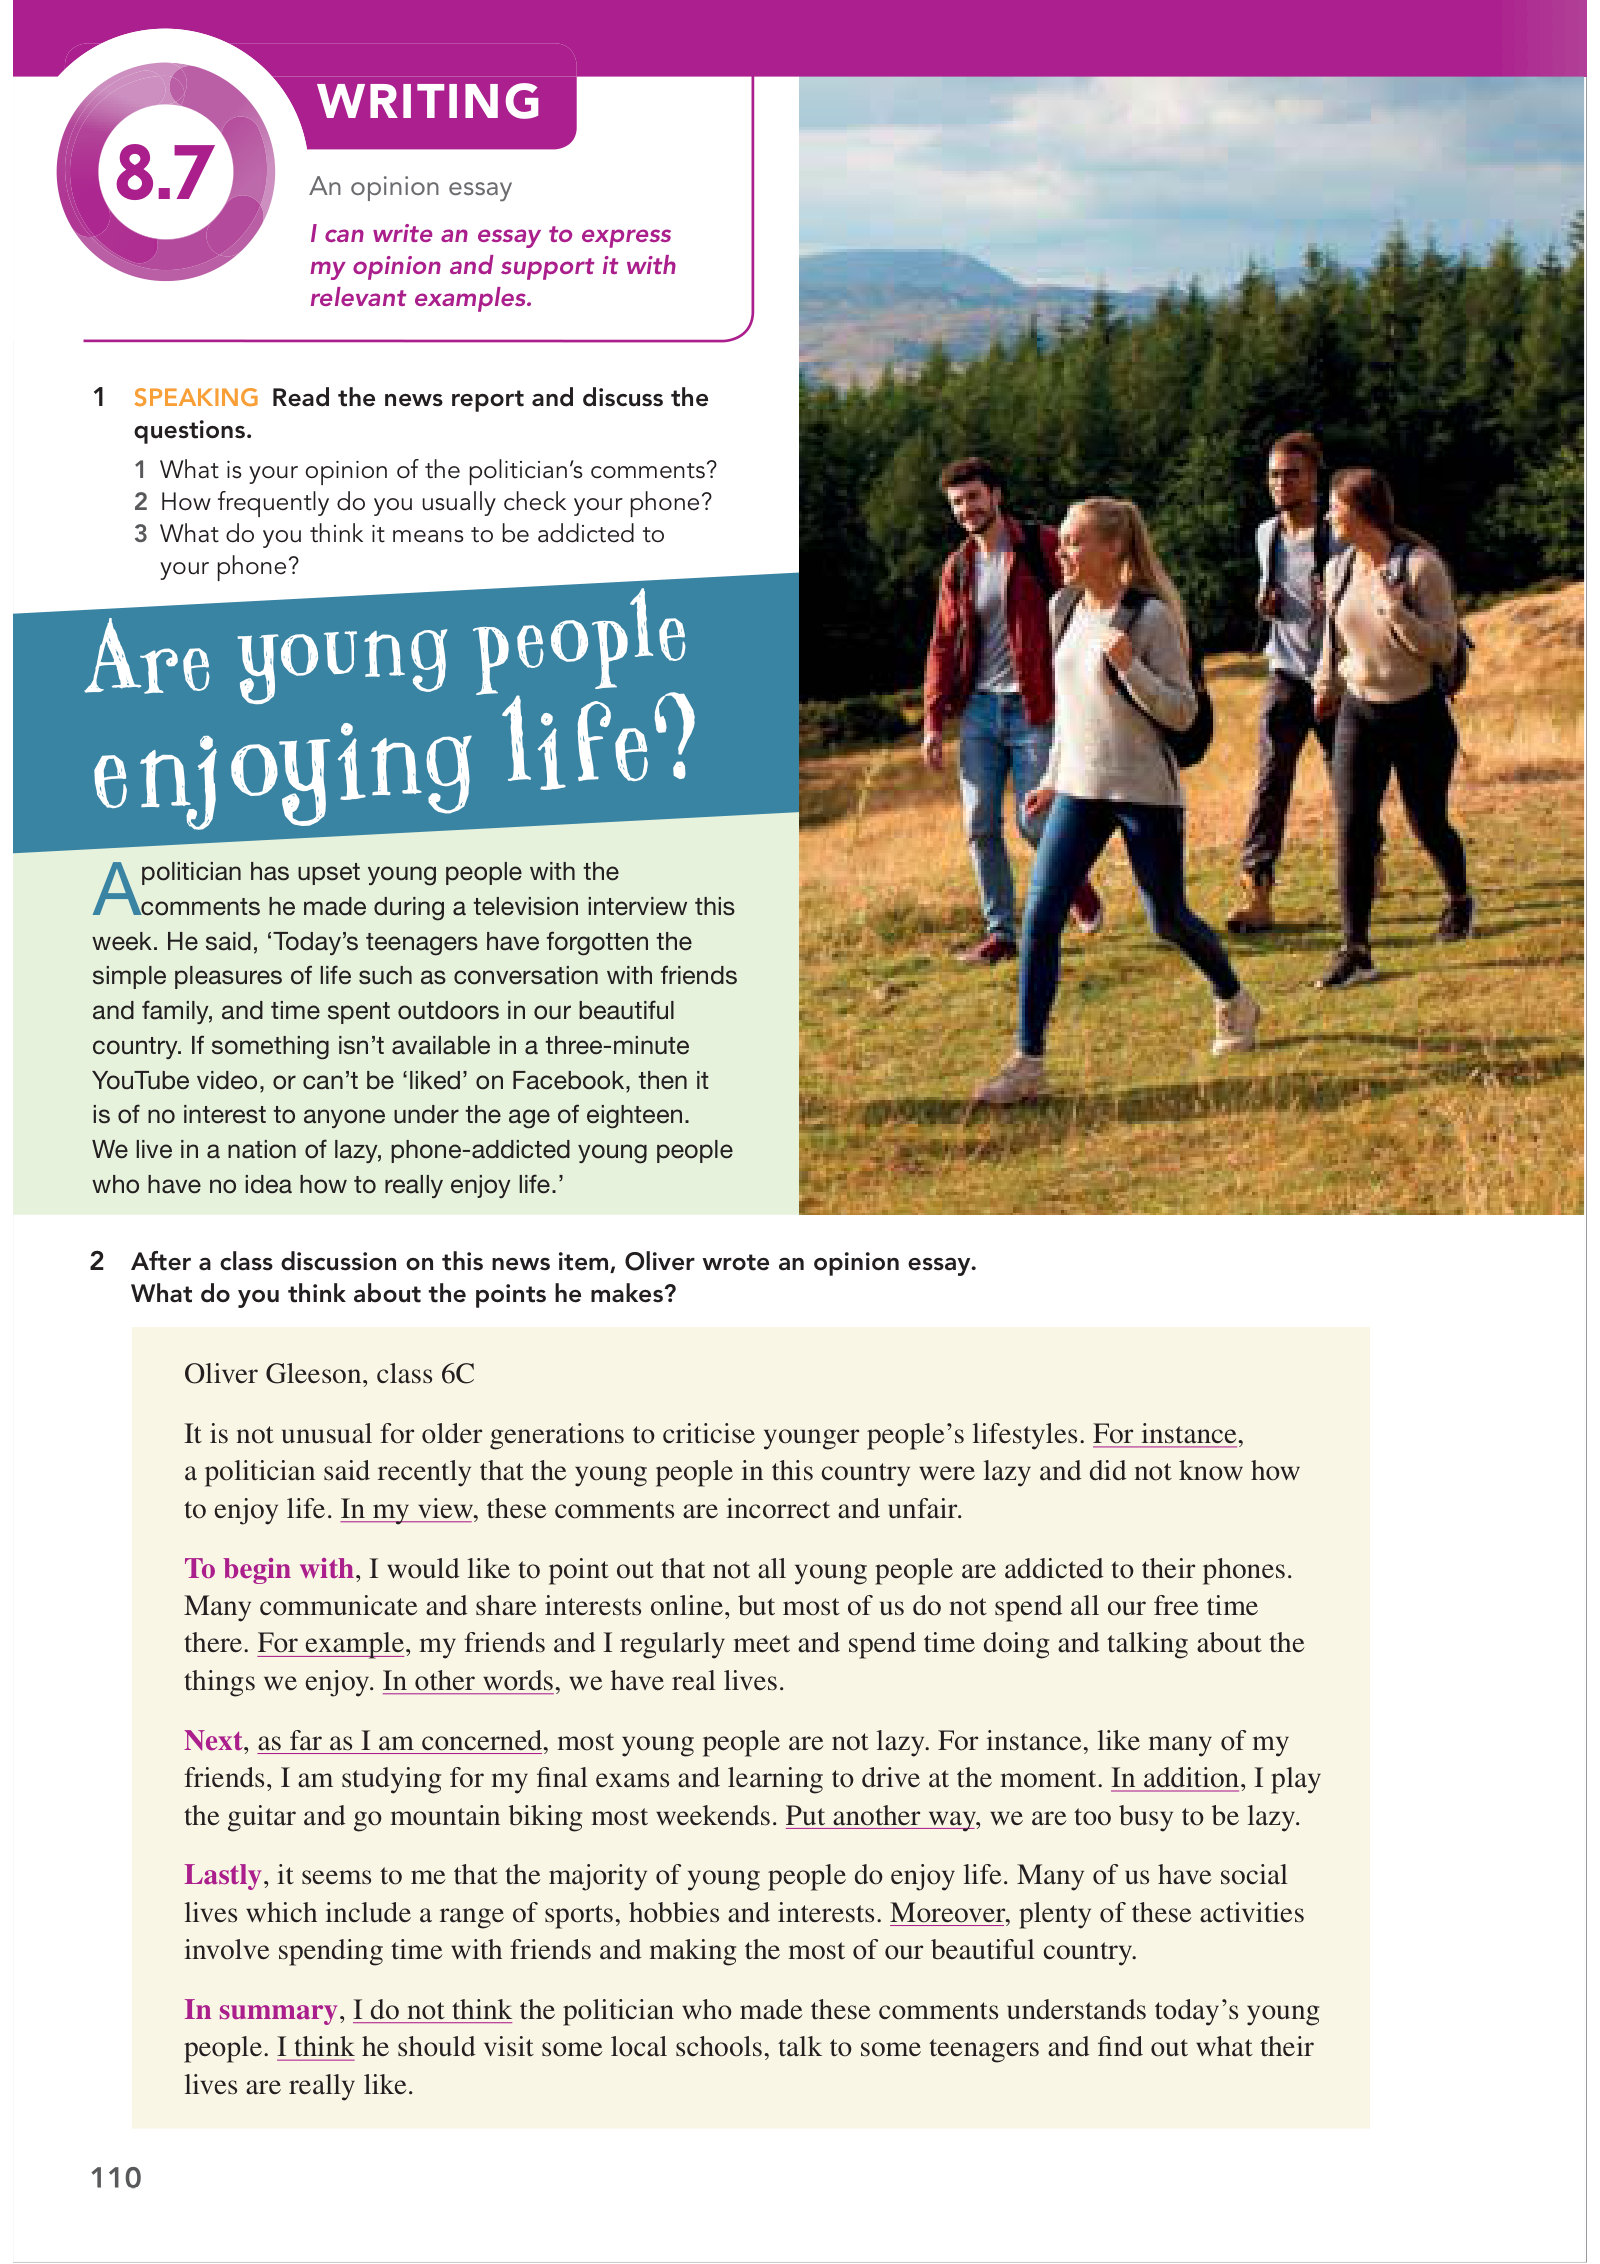 WRITING
8.7
An opinion essay
I can write an essay to express
my opinion and support it with
relevant examples.
1 SPEAKING Read the news report and discuss the
questions.
1 What is your opinion of the politician's comments?
2 How frequently do you usually check your phone?
3 What do you think it means to be addicted to
your phone?
Are young people
enjoying life?
A politician has upset young people with the
comments he made during a television interview this
week. He said, ‘Today’s teenagers have forgotten the
simple pleasures of life such as conversation with friends
and family, and time spent outdoors in our beautiful
country. If something isn’t available in a three-minute
YouTube video, or can’t be ‘liked’ on Facebook, then it
is of no interest to anyone under the age of eighteen.
We live in a nation of lazy, phone-addicted young people
who have no idea how to really enjoy life.’
2 After a class discussion on this news item, Oliver wrote an opinion essay.
What do you think about the points he makes?
Oliver Gleeson, class 6C
It is not unusual for older generations to criticise younger people’s lifestyles. For instance,
a politician said recently that the young people in this country were lazy and did not know how
to enjoy life. In my view, these comments are incorrect and unfair.
To begin with, I would like to point out that not all young people are addicted to their phones.
Many communicate and share interests online, but most of us do not spend all our free time
there. For example, my friends and I regularly meet and spend time doing and talking about the
things we enjoy. In other words, we have real lives.
Next, as far as I am concerned, most young people are not lazy. For instance, like many of my
friends, I am studying for my final exams and learning to drive at the moment. In addition, I play
the guitar and go mountain biking most weekends. Put another way, we are too busy to be lazy.
Lastly, it seems to me that the majority of young people do enjoy life. Many of us have social
lives which include a range of sports, hobbies and interests. Moreover, plenty of these activities
involve spending time with friends and making the most of our beautiful country.
In summary, I do not think the politician who made these comments understands today’s young
people. I think he should visit some local schools, talk to some teenagers and find out what their
lives are really like.
110